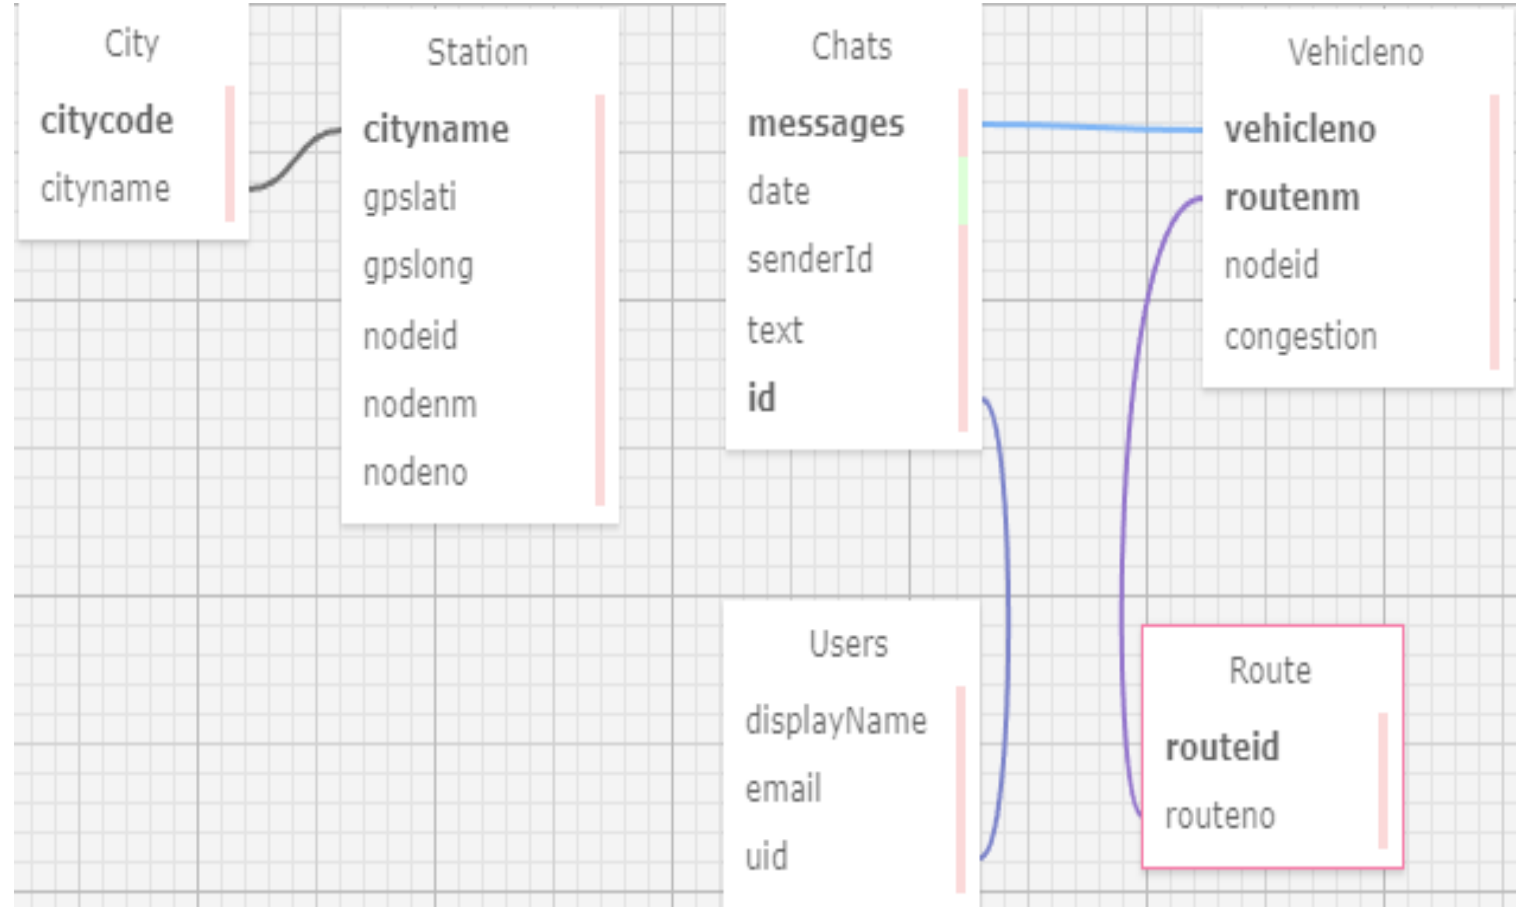 City
citycode
cityname
Station
cityname
gpslati
gpslong
nodeid
nodenm
nodeno
Chats
messages
date
senderId
text
id
Vehicleno
vehicleno
routenm
nodeid
congestion
Users
displayName
email
uid
Route
routeid
routeno